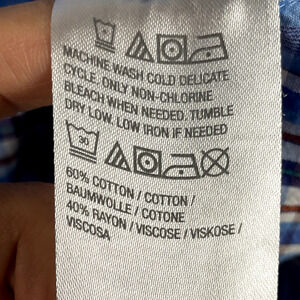 MACHINE WASH COLD DELICATE
CYCLE. ONLY NON-CHLORINE
BLEACH WHEN NEEDED. TUMBLE
DRY LOW. LOW IRON IF NEEDED
30
60% COTTON / COTTON /
BAUMWOLLE / COTONE
40% RAYON / VISCOSE / VISKOSE /
VISCOSA